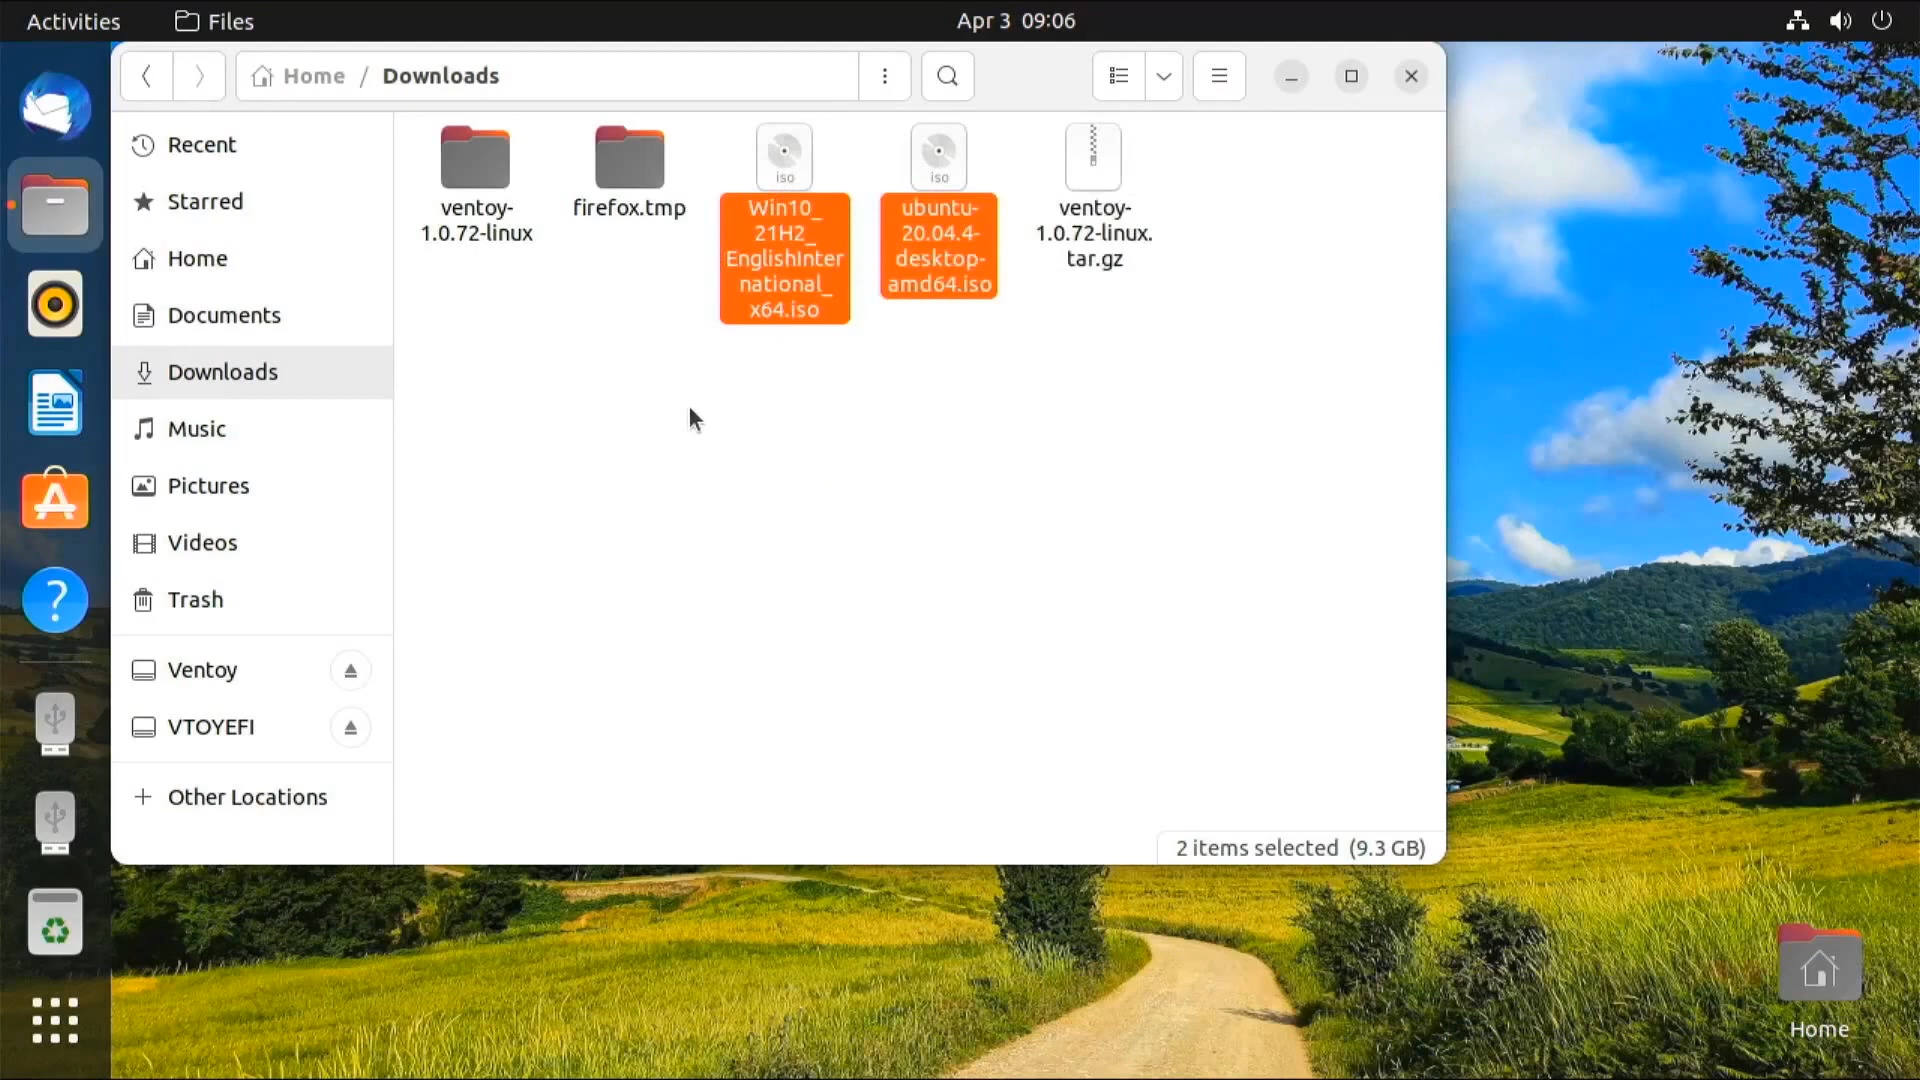 Activities
Files
Apr 3 09:06
Home / Downloads
Recent
Starred
Home
Documents
Downloads
Music
Pictures
Videos
Trash
Ventoy
VTOYEFI
Other Locations
ventoy-
1.0.72-linux
firefox.tmp
iso
Win10_
21H2_
EnglishInter
national_
x64.iso
iso
ubuntu-
20.04.4-
desktop-
amd64.iso
ventoy-
1.0.72-linux.
tar.gz
2 items selected (9.3 GB)
Home